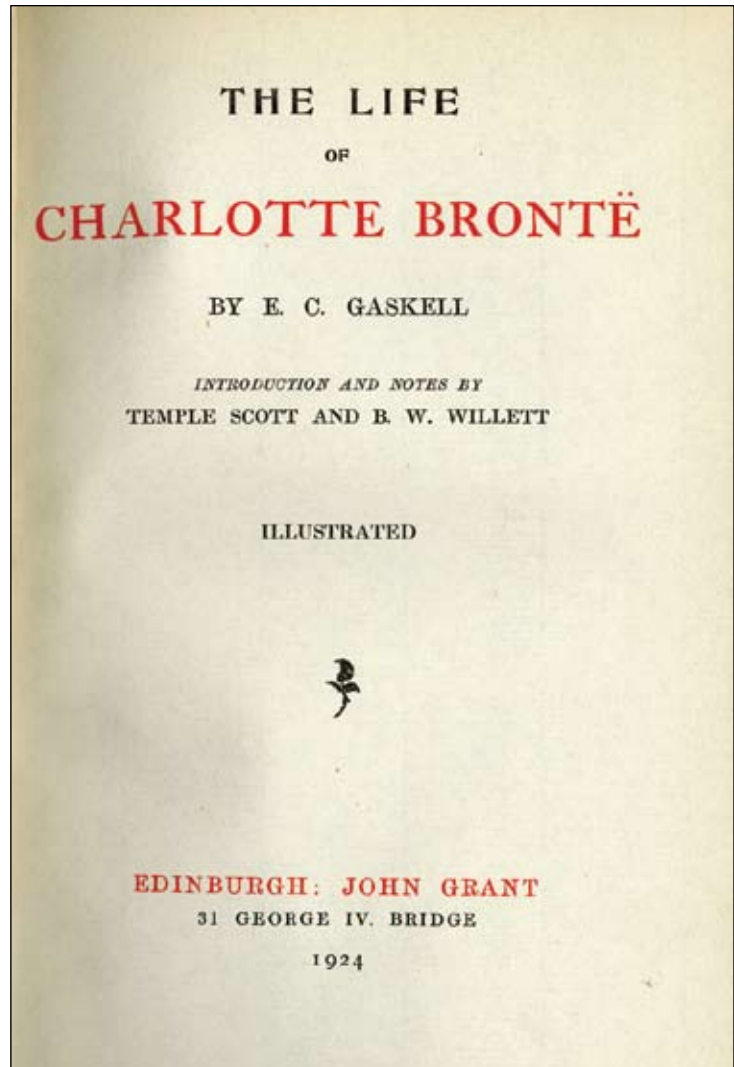 THE LIFE
OF
CHARLOTTE BRONTË
BY E. C. GASKELL
INTRODUCTION AND NOTES BY
TEMPLE SCOTT AND B. W. WILLETT
ILLUSTRATED
EDINBURGH: JOHN GRANT
31 GEORGE IV. BRIDGE
1924